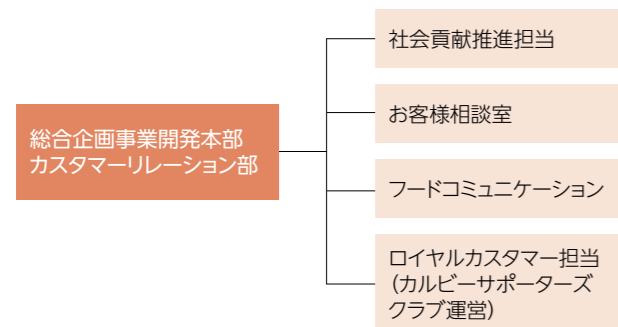 総合企画事業開発本部
カスタマーリレーション部
社会貢献推進担当
お客様相談室
フードコミュニケーション
ロイヤルカスタマー担当
(カルビーサポーターズ
クラブ運営)